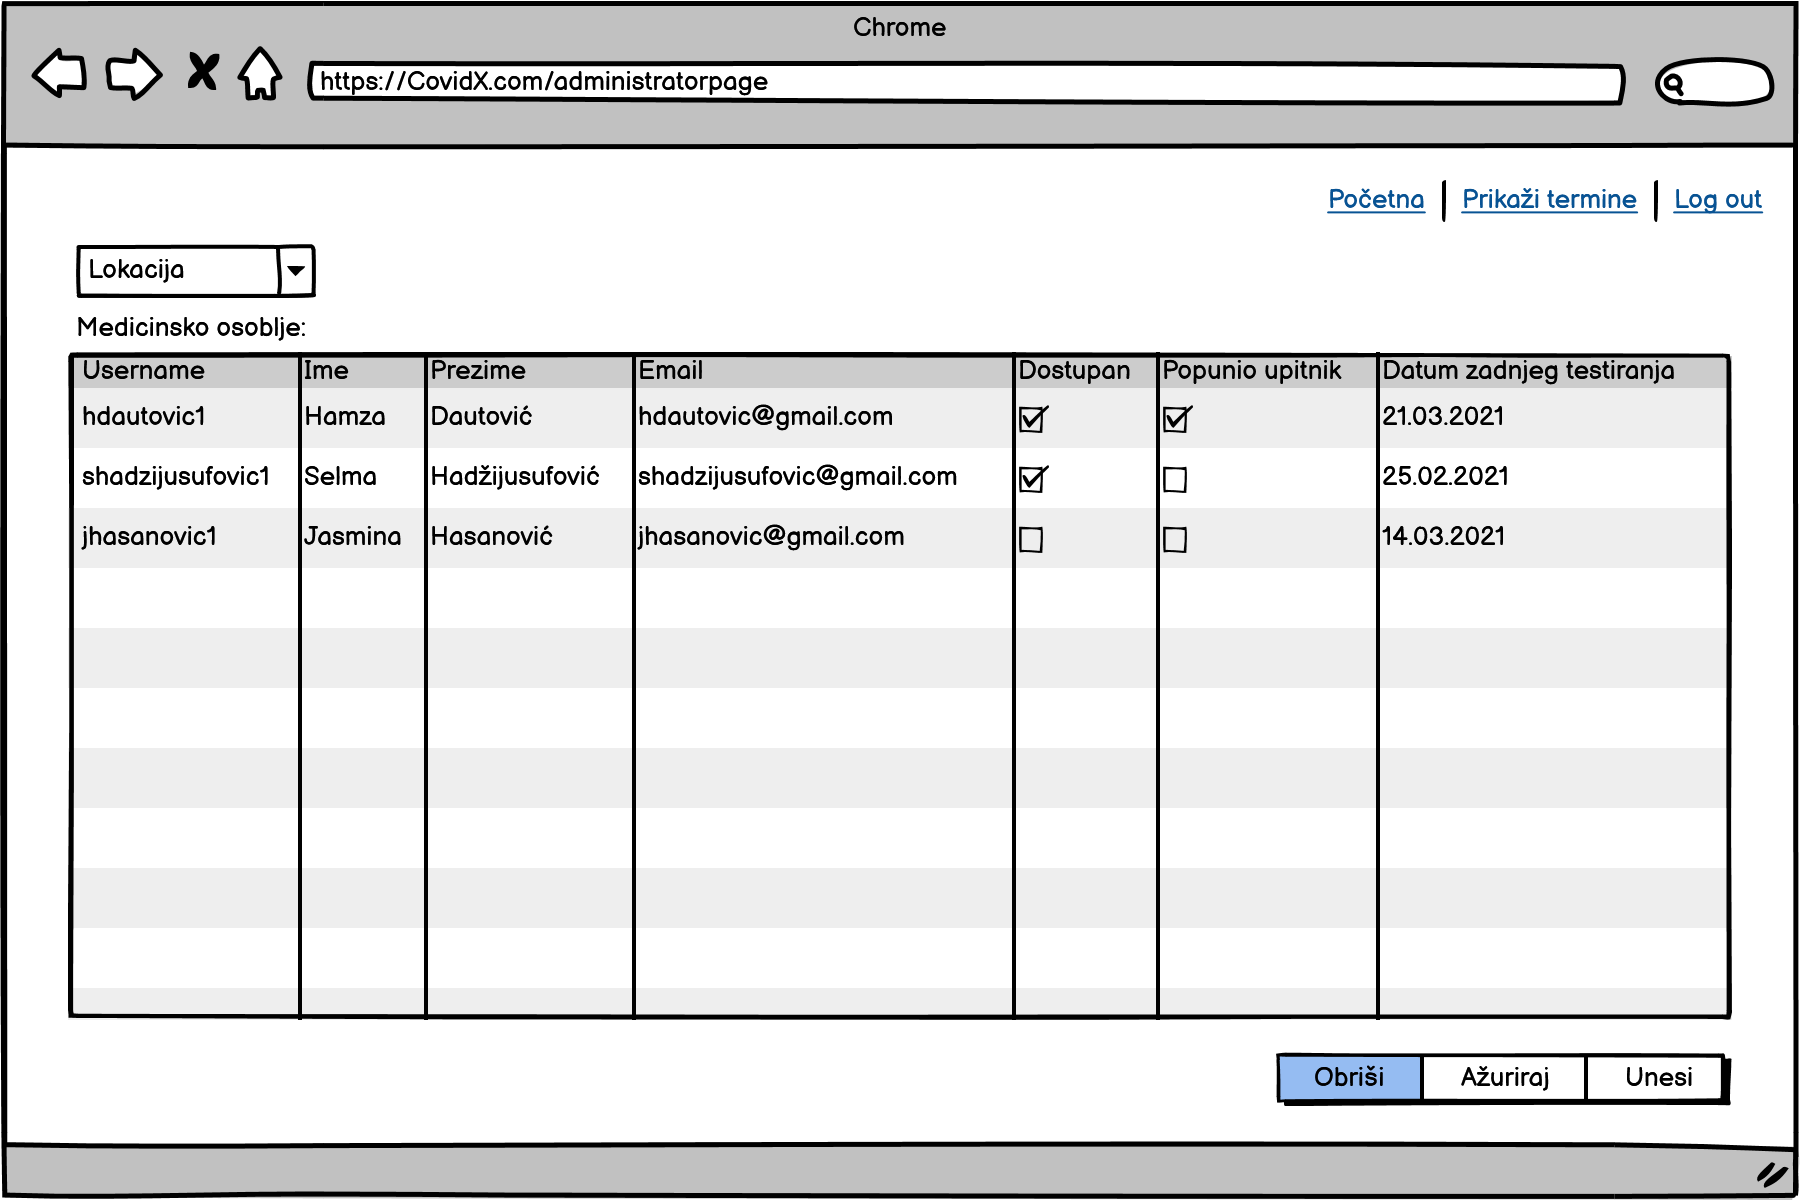 Chrome
https://CovidX.com/administratorpage
Početna Prikaži termine Log out
Lokacija
Medicinsko osoblje:
Username Ime Prezime Email Dostupan Popunio upitnik Datum zadnjeg testiranja
hdautovic1 Hamza Dautović hdautovic@gmail.com 21.03.2021
shadzijusufovic1 Selma Hadžijusufović shadzijusufovic@gmail.com 25.02.2021
jhasanovic1 Jasmina Hasanović jhasanovic@gmail.com 14.03.2021
Obriši Ažuriraj Unesi